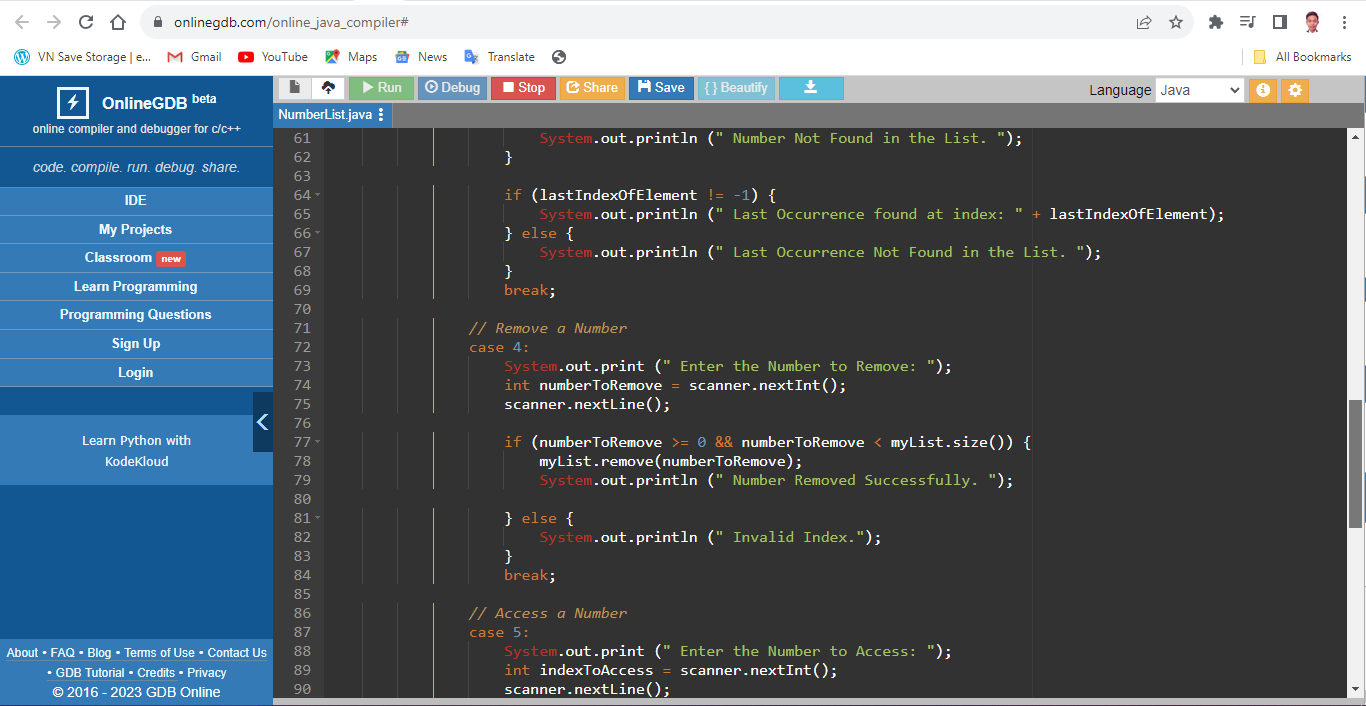 onlinegdb.com/online_java_compiler#
VN Save Storage | e... Gmail YouTube Maps News Translate All Bookmarks
OnlineGDB beta
online compiler and debugger for c/c++
code. compile. run. debug. share.
IDE
My Projects
Classroom new
Learn Programming
Programming Questions
Sign Up
Login
Learn Python with
KodeKloud
About • FAQ • Blog • Terms of Use • Contact Us
• GDB Tutorial • Credits • Privacy
© 2016 - 2023 GDB Online
Run Debug Stop Share Save { } Beautify Language Java
NumberList.java
61 System.out.println (" Number Not Found in the List. ");
62 }
63
64 if (lastIndexOfElement != -1) {
65 System.out.println (" Last Occurrence found at index: " + lastIndexOfElement);
66 } else {
67 System.out.println (" Last Occurrence Not Found in the List. ");
68 }
69 break;
70
71 // Remove a Number
72 case 4:
73 System.out.print (" Enter the Number to Remove: ");
74 int numberToRemove = scanner.nextInt();
75 scanner.nextLine();
76
77 if (numberToRemove >= 0 && numberToRemove < myList.size()) {
78 myList.remove(numberToRemove);
79 System.out.println (" Number Removed Successfully. ");
80
81 } else {
82 System.out.println (" Invalid Index.");
83 }
84 break;
85
86 // Access a Number
87 case 5:
88 System.out.print (" Enter the Number to Access: ");
89 int indexToAccess = scanner.nextInt();
90 scanner.nextLine();